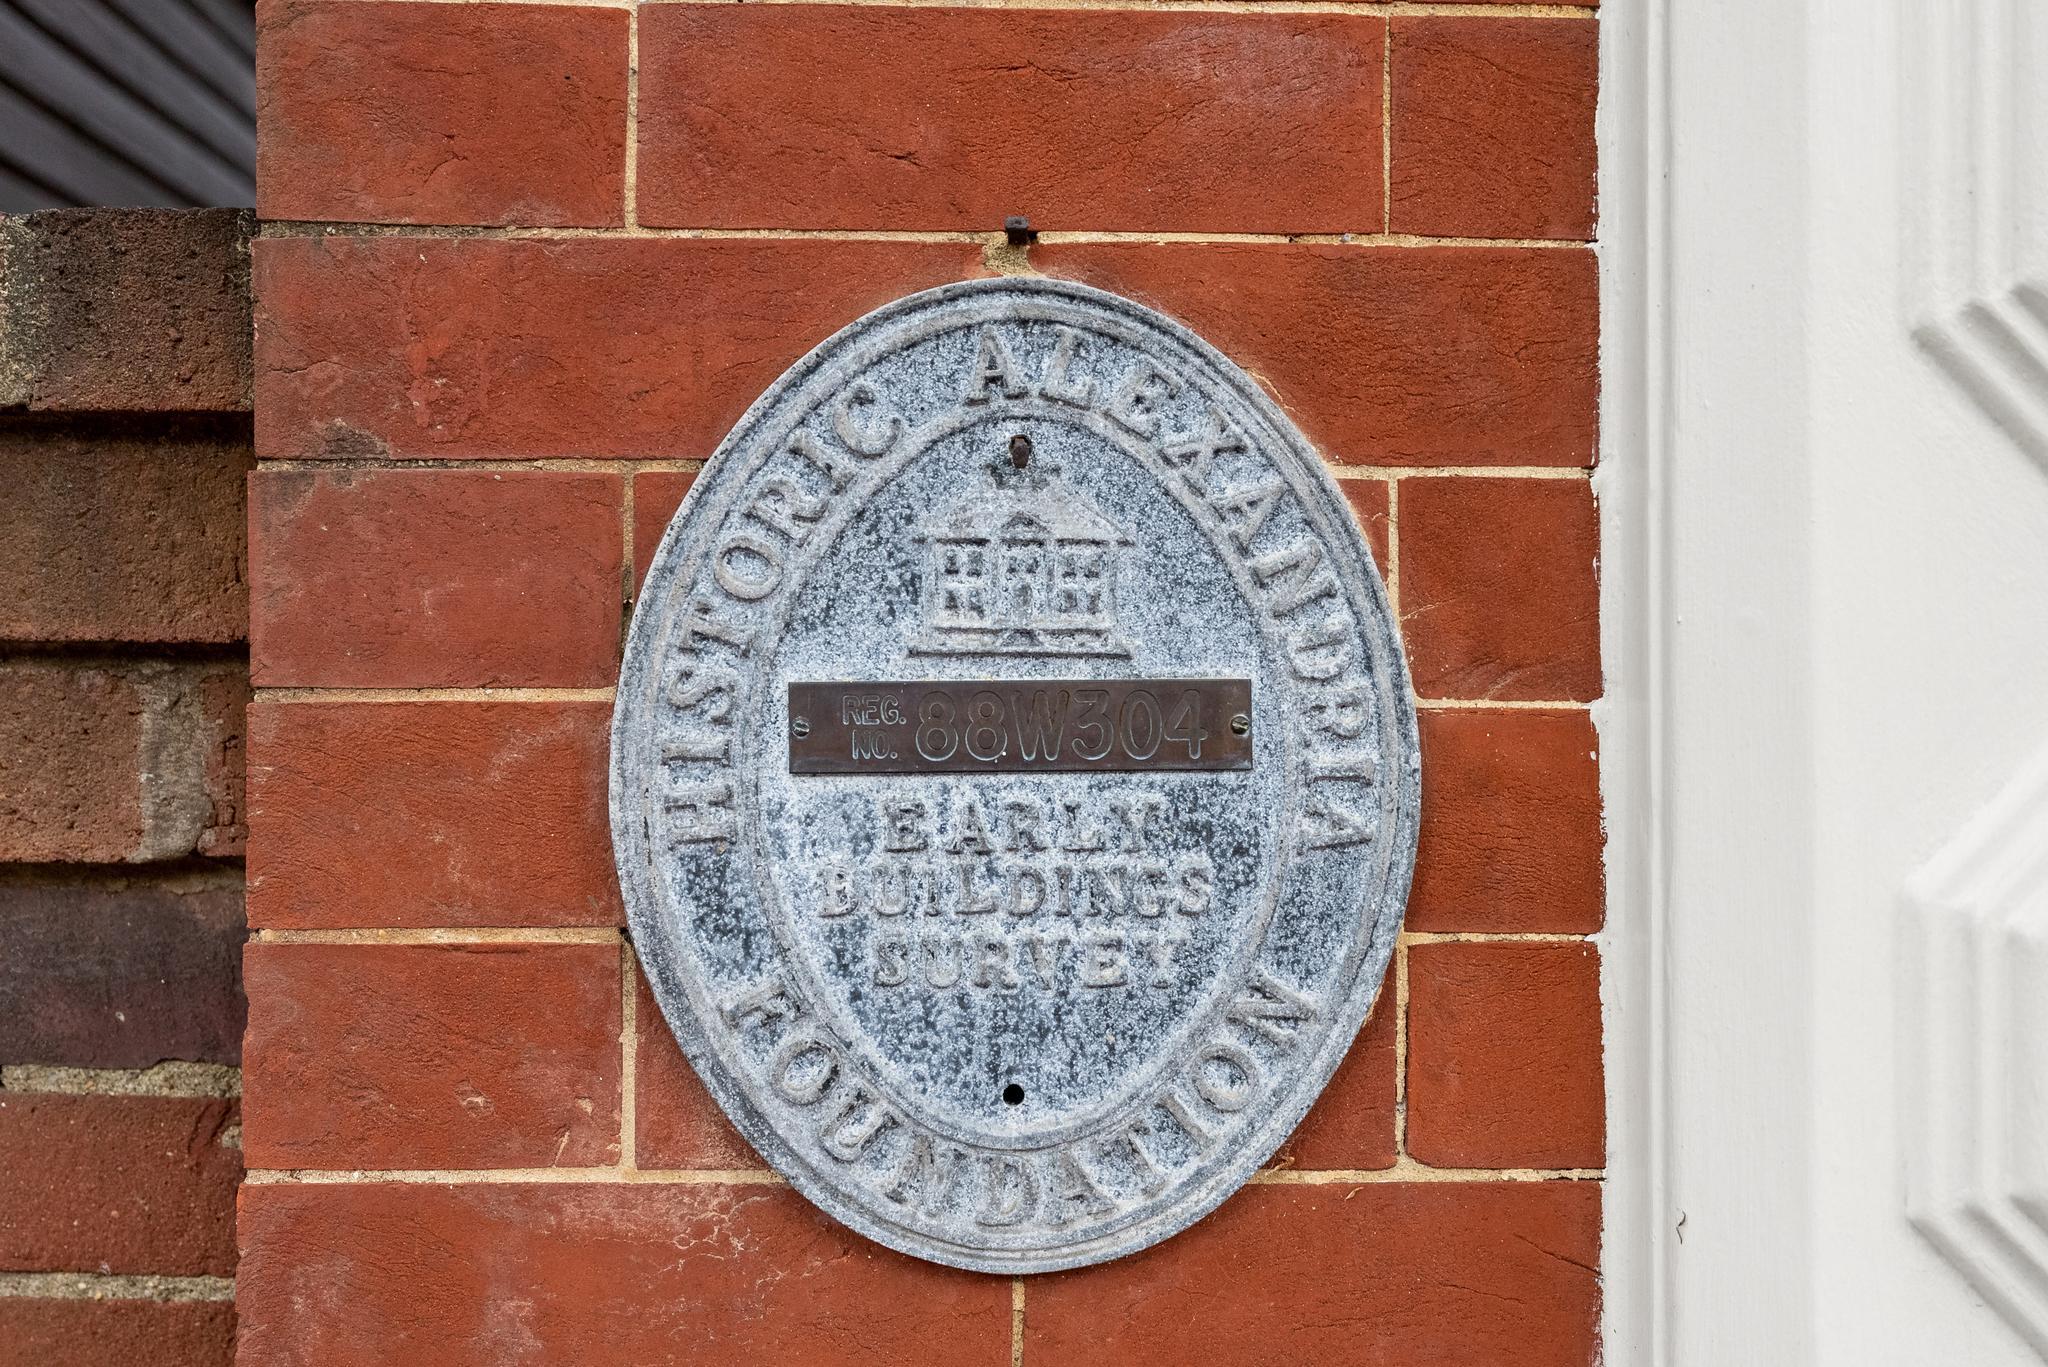 HISTORIC ALEXANDRIA
REG.
NO. 88W304
EARLY
BUILDINGS
SURVEY
FOUNDATION